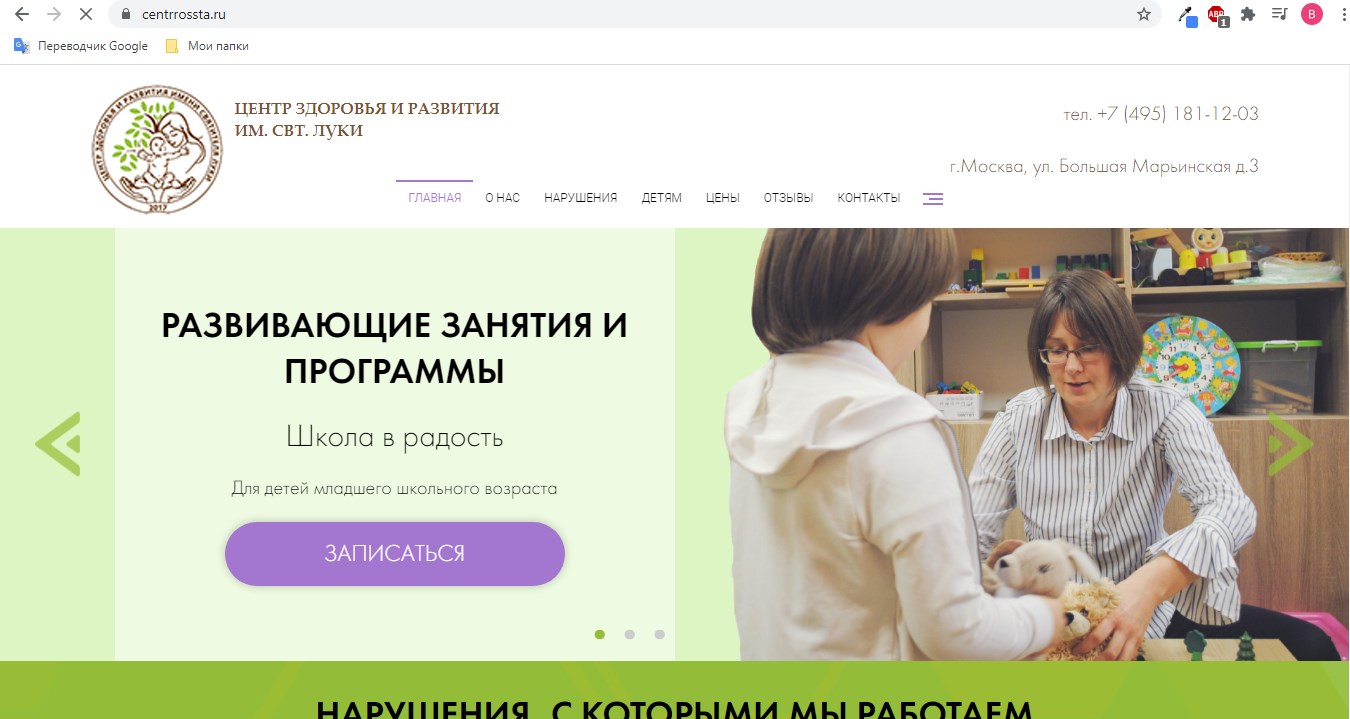 centrrossta.ru
ABP
1
B
Переводчик Google
Мои папки
ЦЕНТР ЗДОРОВЬЯ И РАЗВИТИЯ ИМЕНИ СВЯТИТЕЛЯ ЛУКИ
2017
ЦЕНТР ЗДОРОВЬЯ И РАЗВИТИЯ
ИМ. СВТ. ЛУКИ
тел. +7 (495) 181-12-03
г.Москва, ул. Большая Марьинская д.3
ГЛАВНАЯ О НАС НАРУШЕНИЯ ДЕТЯМ ЦЕНЫ ОТЗЫВЫ КОНТАКТЫ
РАЗВИВАЮЩИЕ ЗАНЯТИЯ И
ПРОГРАММЫ
Школа в радость
Для детей младшего школьного возраста
ЗАПИСАТЬСЯ
НАРУШЕНИЯ, С КОТОРЫМИ МЫ РАБОТАЕМ